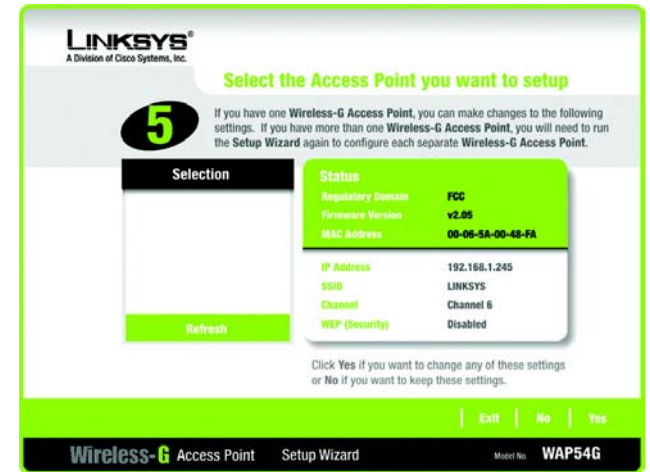 LINKSYS®
A Division of Cisco Systems, Inc.
Select the Access Point you want to setup
5
If you have one Wireless-G Access Point, you can make changes to the following
settings. If you have more than one Wireless-G Access Point, you will need to run
the Setup Wizard again to configure each separate Wireless-G Access Point.
Selection
Refresh
Status
Regulatory Domain FCC
Firmware Version v2.05
MAC Address 00-06-5A-00-48-FA
IP Address 192.168.1.245
SSID LINKSYS
Channel Channel 6
WEP (Security) Disabled
Click Yes if you want to change any of these settings
or No if you want to keep these settings.
Exit | No | Yes
Wireless-G Access Point Setup Wizard Model No. WAP54G